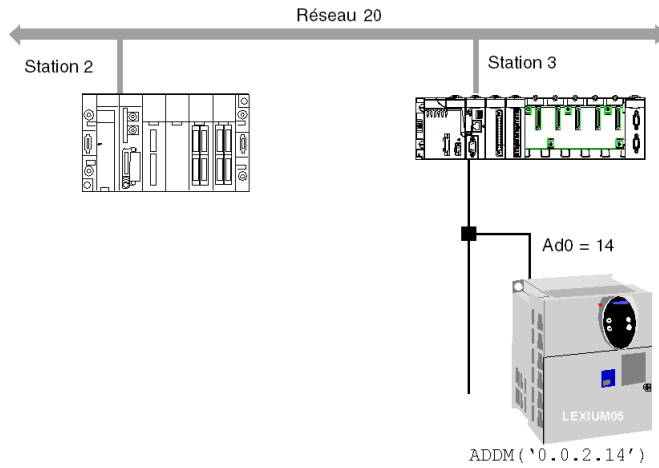 Réseau 20
Station 2
Station 3
Ad0 = 14
LEXIUM05
ADDM(‘0.0.2.14’)